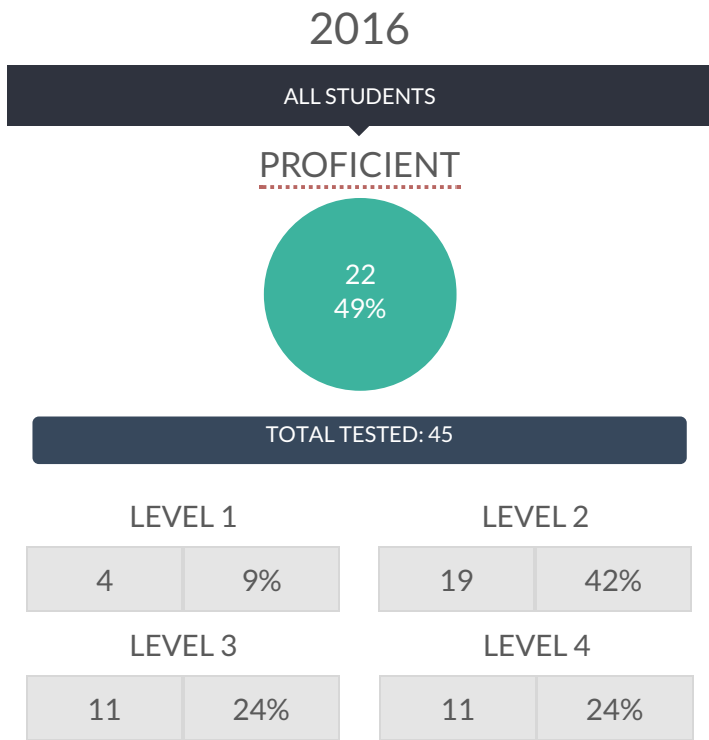 2016
ALL STUDENTS
PROFICIENT
22
49%
TOTAL TESTED: 45
LEVEL 1 LEVEL 2
4 9% 19 42%
LEVEL 3 LEVEL 4
11 24% 11 24%